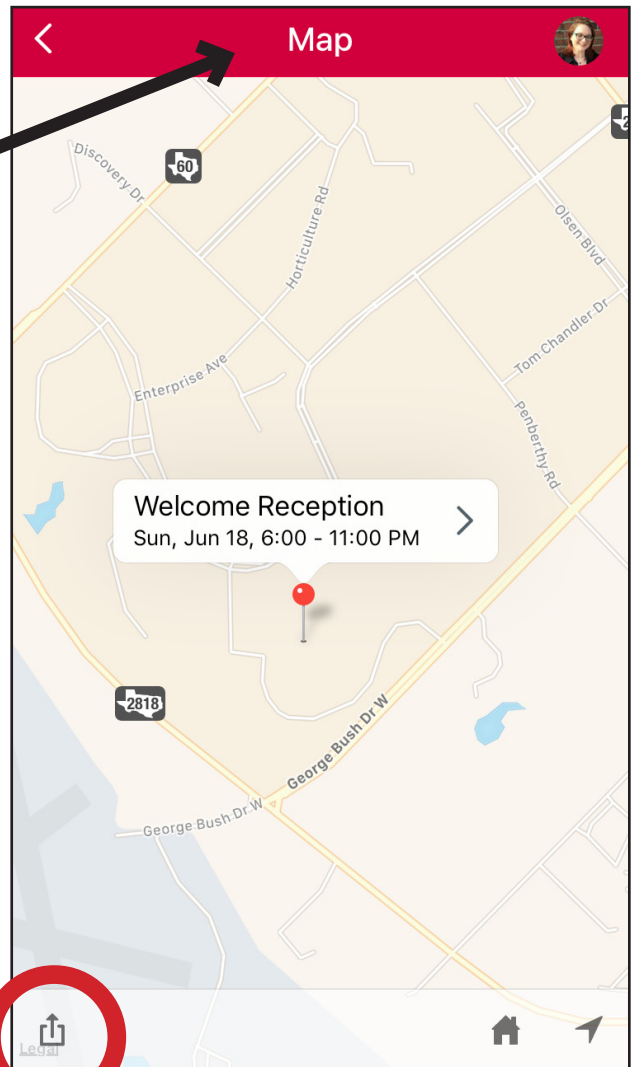 Map
Discovery Dr
60
2
Horticulture Rd
Olsen Blvd
Tom Chandler Dr
Enterprise Ave
Penberthy Rd
Welcome Reception
Sun, Jun 18, 6:00 - 11:00 PM
2818
George Bush Dr W
George Bush Dr W
Legal